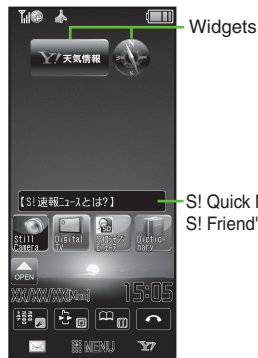 Widgets
Y! 天気情報
【S!速報ニュースとは?】
S! Quick
S! Friend'
Still Camera
Digital TV
Dictio-nary
OPEN
XX/XX/XX(Mon) 15:05
MENU Y!